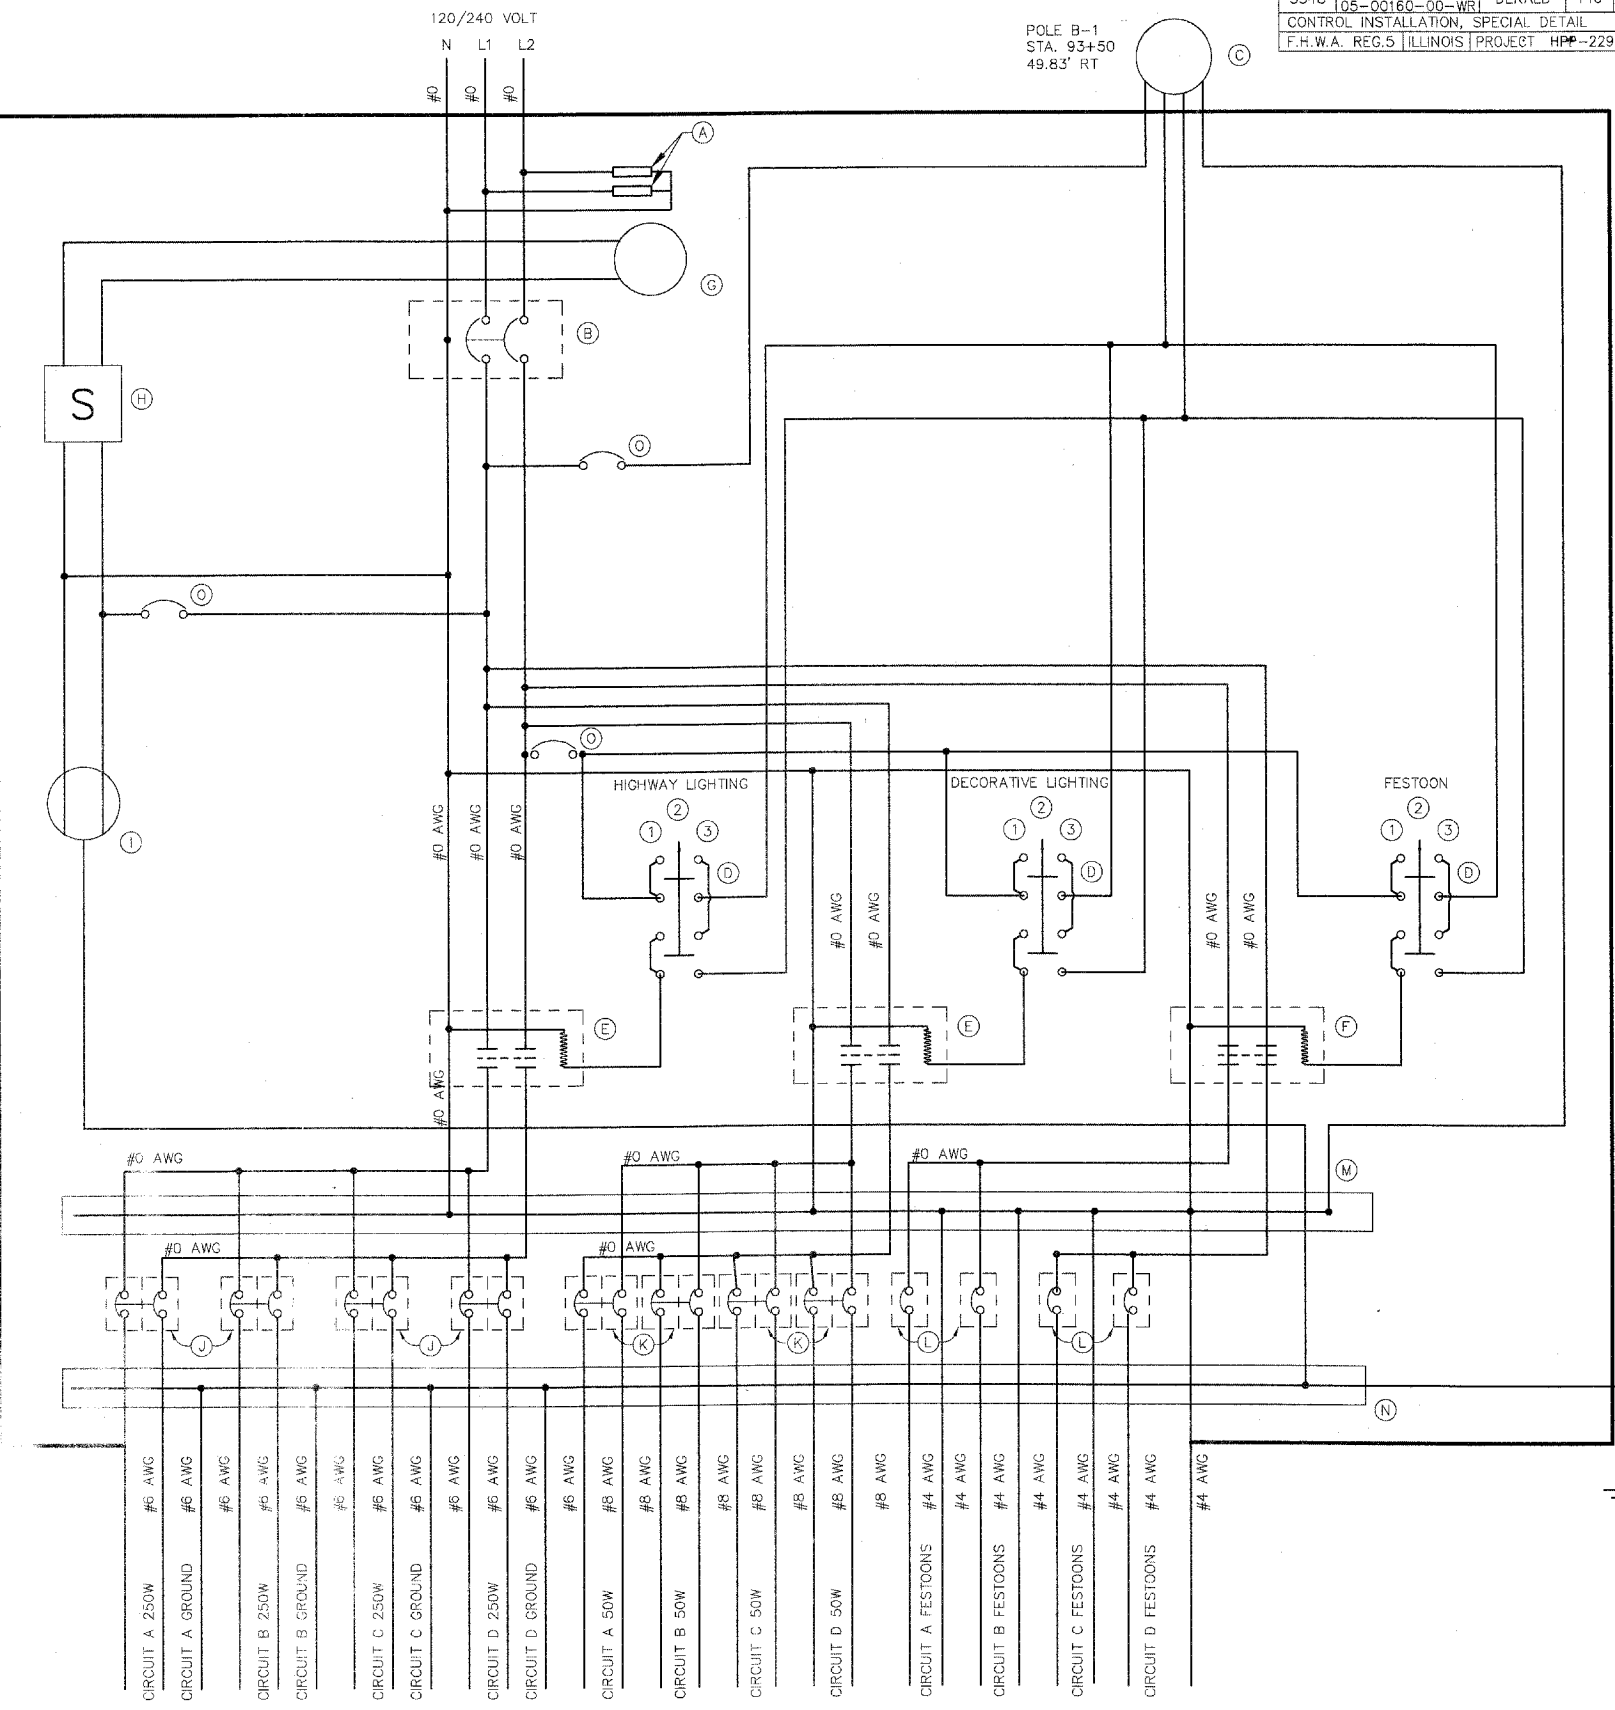 120/240 VOLT
N L1 L2
#0 #0 #0
POLE B-1
STA. 93+50
49.83' RT
C
05-00160-00-WR
CONTROL INSTALLATION, SPECIAL DETAIL
F.H.W.A. REG.5 ILLINOIS PROJECT HPP-229
A
G
B
S
H
O
O
O
HIGHWAY LIGHTING
DECORATIVE LIGHTING
FESTOON
2 2 2
1 3 1 3 1 3
I
D D D
#0 AWG #0 AWG #0 AWG
#0 AWG #0 AWG
#0 AWG #0 AWG
E E F
#0 AWG
#0 AWG #0 AWG #0 AWG
M
#0 AWG #0 AWG
J J K K L L
N
#6 AWG #6 AWG #6 AWG #6 AWG #6 AWG #6 AWG #6 AWG #6 AWG #6 AWG #6 AWG #6 AWG #6 AWG #8 AWG #8 AWG #8 AWG #8 AWG #8 AWG #8 AWG #8 AWG #8 AWG #4 AWG #4 AWG #4 AWG #4 AWG #4 AWG #4 AWG #4 AWG #4 AWG
CIRCUIT A 250W
CIRCUIT A GROUND
CIRCUIT B 250W
CIRCUIT B GROUND
CIRCUIT C 250W
CIRCUIT C GROUND
CIRCUIT D 250W
CIRCUIT D GROUND
CIRCUIT A 50W
CIRCUIT B 50W
CIRCUIT C 50W
CIRCUIT D 50W
CIRCUIT A FESTOONS
CIRCUIT B FESTOONS
CIRCUIT C FESTOONS
CIRCUIT D FESTOONS